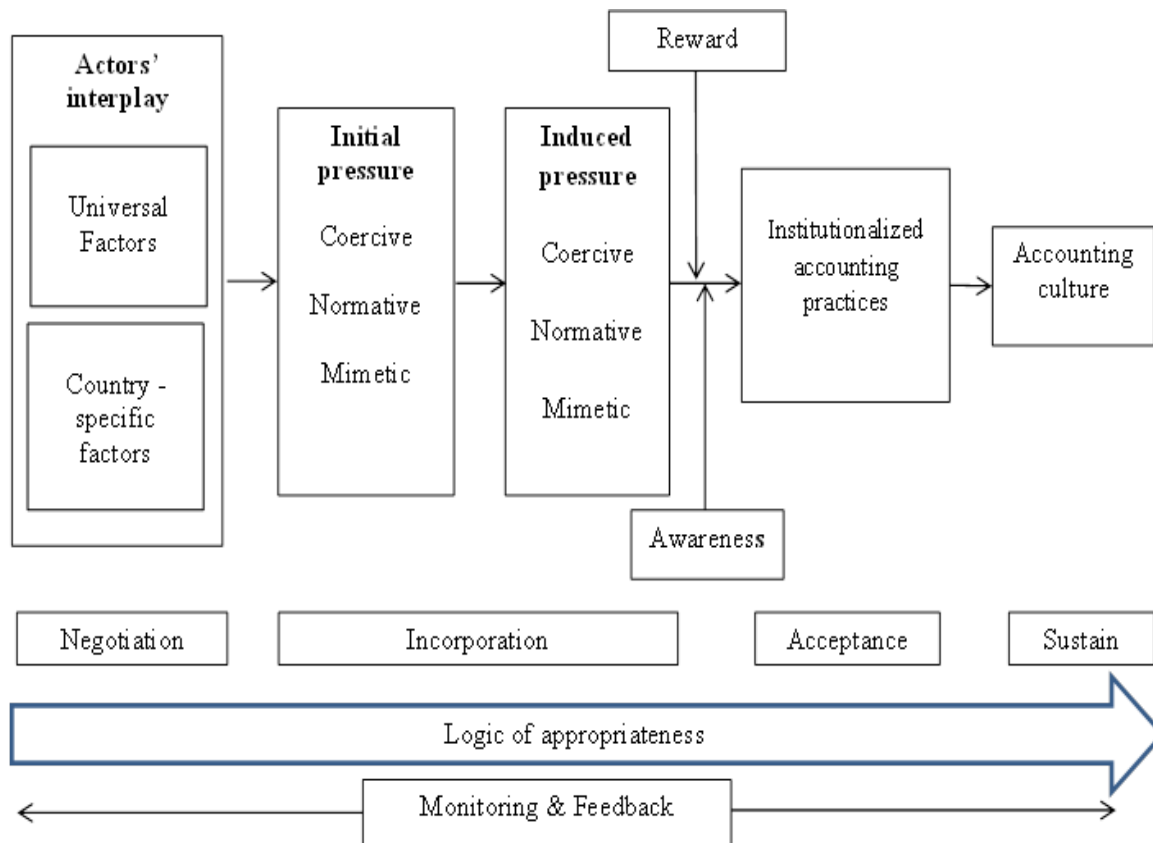 Reward
Actors'
interplay
Universal
Factors
Country -
specific
factors
Initial
pressure
Coercive
Normative
Mimetic
Induced
pressure
Coercive
Normative
Mimetic
Institutionalized
accounting
practices
Accounting
culture
Awareness
Negotiation
Incorporation
Acceptance
Sustain
Logic of appropriateness
Monitoring & Feedback